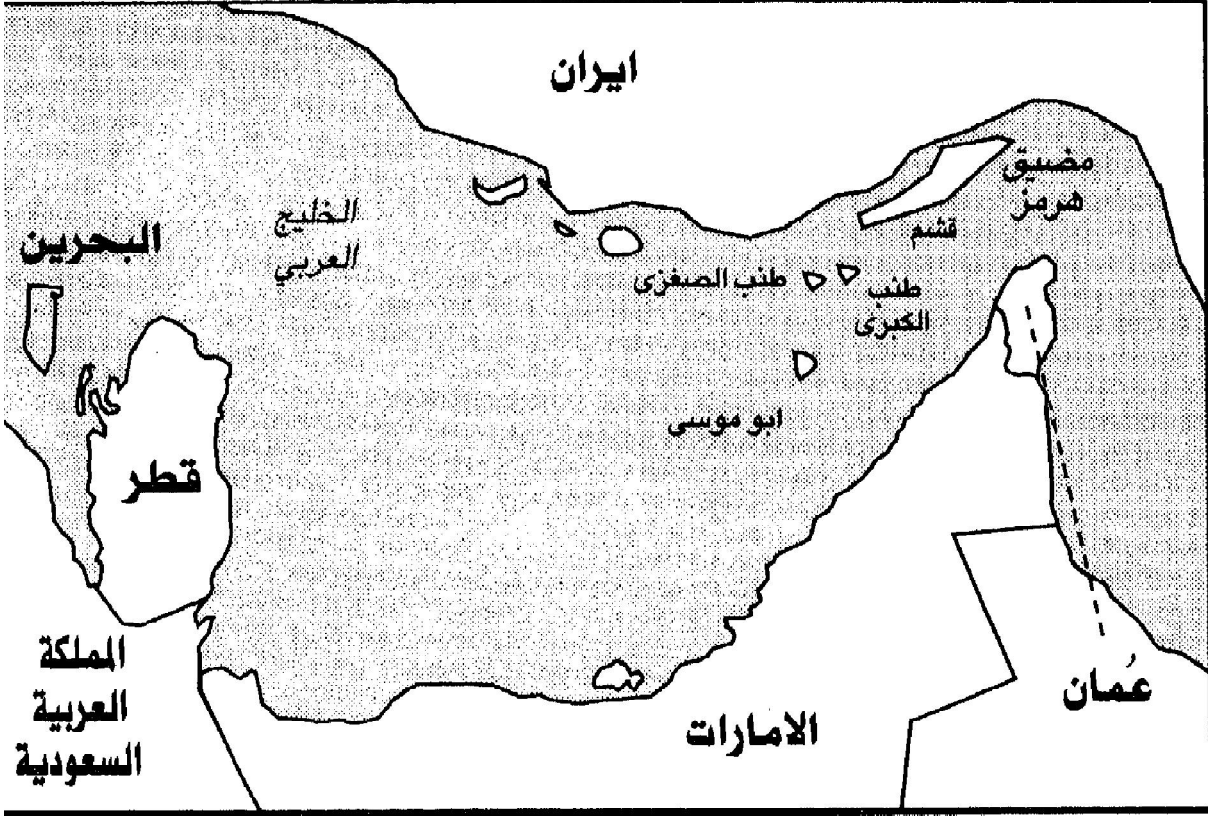 ايران
مضيق
هرمز
قشم
الخليج
العربي
البحرين
طنب الصغرى
طنب
الكبرى
ابو موسى
قطر
المملكة
العربية
السعودية
الامارات
عُمان